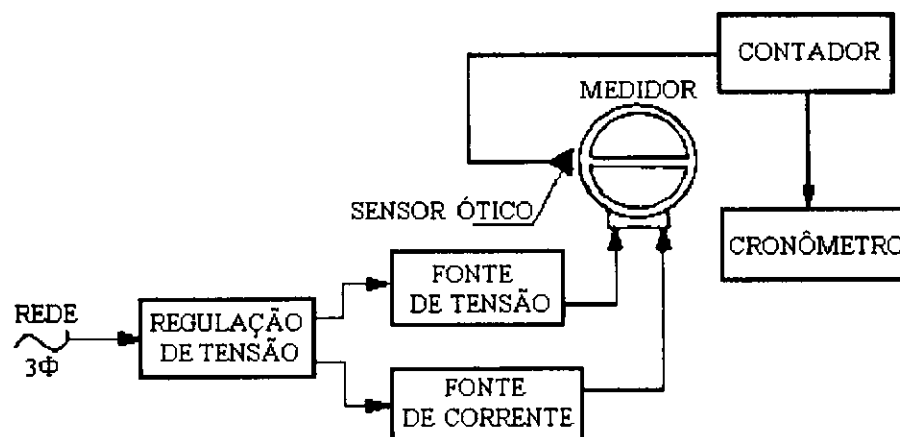 CONTADOR
MEDIDOR
SENSOR ÓTICO
CRONÔMETRO
FONTE
DE TENSÃO
REDE
3Φ
REGULAÇÃO
DE TENSÃO
FONTE
DE CORRENTE